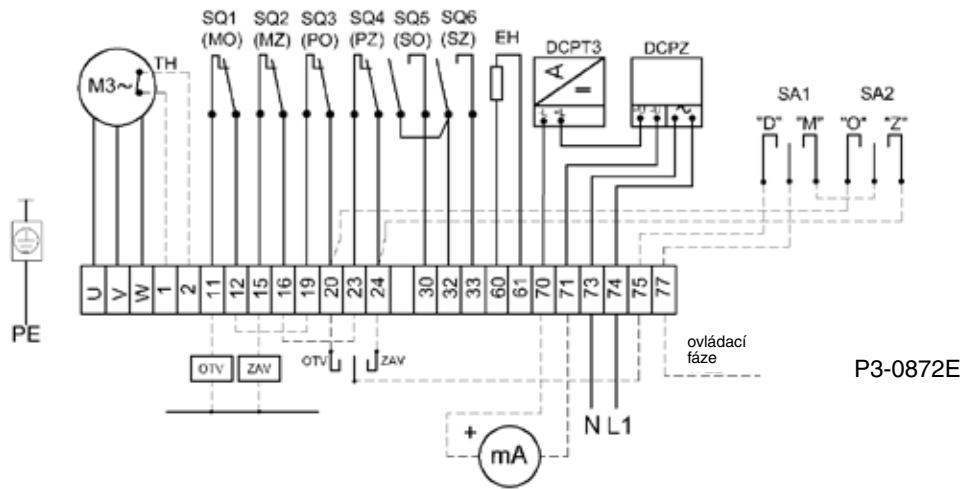 SQ1 SQ2 SQ3 SQ4 SQ5 SQ6
(MO) (MZ) (PO) (PZ) (SO) (SZ)
EH
DCPT3
DCPZ
TH
M3~
A
=
SA1 SA2
"D" "M" "O" "Z"
PE
U V W 1 2 11 12 15 16 19 20 23 24 30 32 33 60 61 70 71 73 74 75 77
OTV
ZAV
OTV
ZAV
ovládací
fáze
P3-0872E
N L1
+
mA